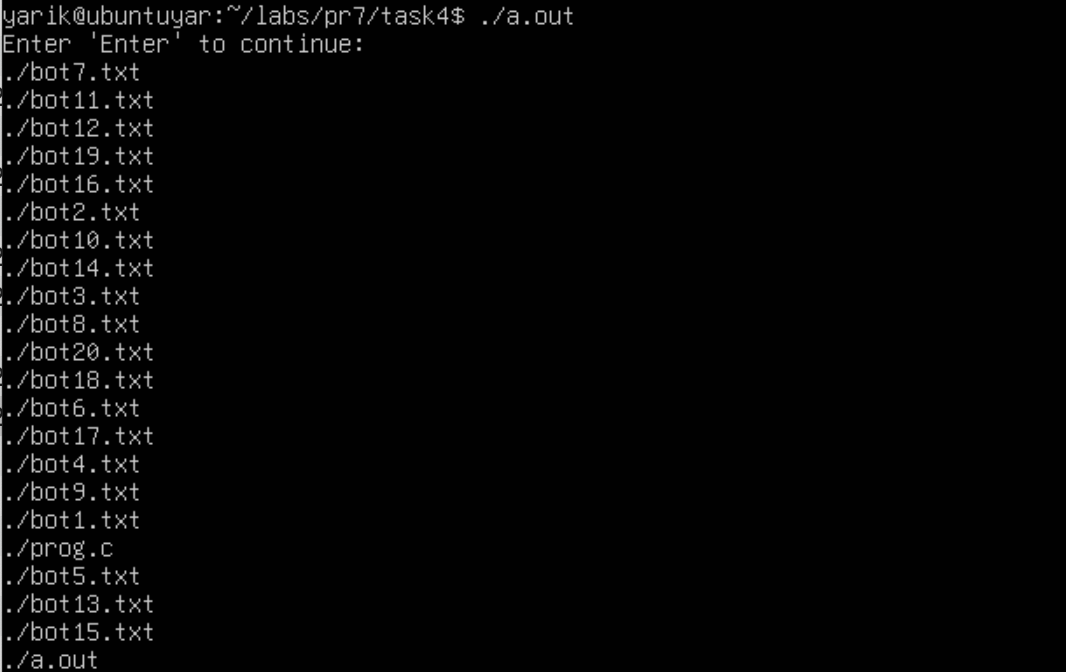 yarik@ubuntuyar:~/labs/pr7/task4$ ./a.out
Enter 'Enter' to continue:
./bot7.txt
./bot11.txt
./bot12.txt
./bot19.txt
./bot16.txt
./bot2.txt
./bot10.txt
./bot14.txt
./bot3.txt
./bot8.txt
./bot20.txt
./bot18.txt
./bot6.txt
./bot17.txt
./bot4.txt
./bot9.txt
./bot1.txt
./prog.c
./bot5.txt
./bot13.txt
./bot15.txt
./a.out